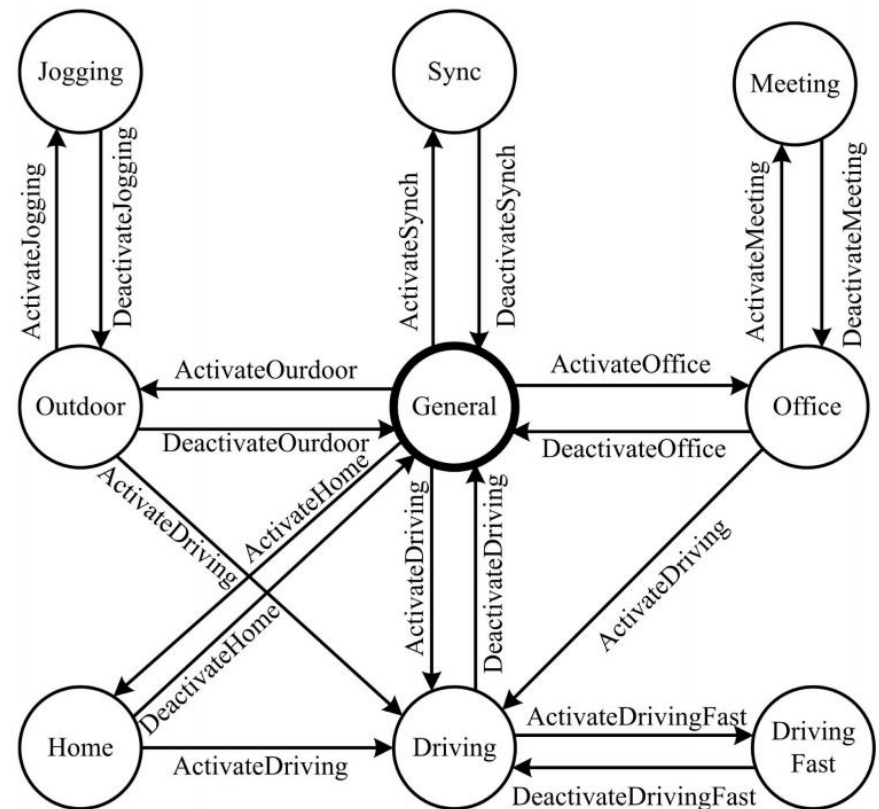 Jogging
Sync
Meeting
ActivateJogging
DeactivateJogging
ActivateSynch
DeactivateSynch
ActivateMeeting
DeactivateMeeting
ActivateOurdoor
ActivateOffice
Outdoor
General
Office
DeactivateOurdoor
DeactivateOffice
ActivateDriving
ActivateHome
DeactivateHome
ActivateDriving
DeactivateDriving
ActivateDriving
Home
ActivateDriving
Driving
ActivateDrivingFast
Driving
Fast
DeactivateDrivingFast